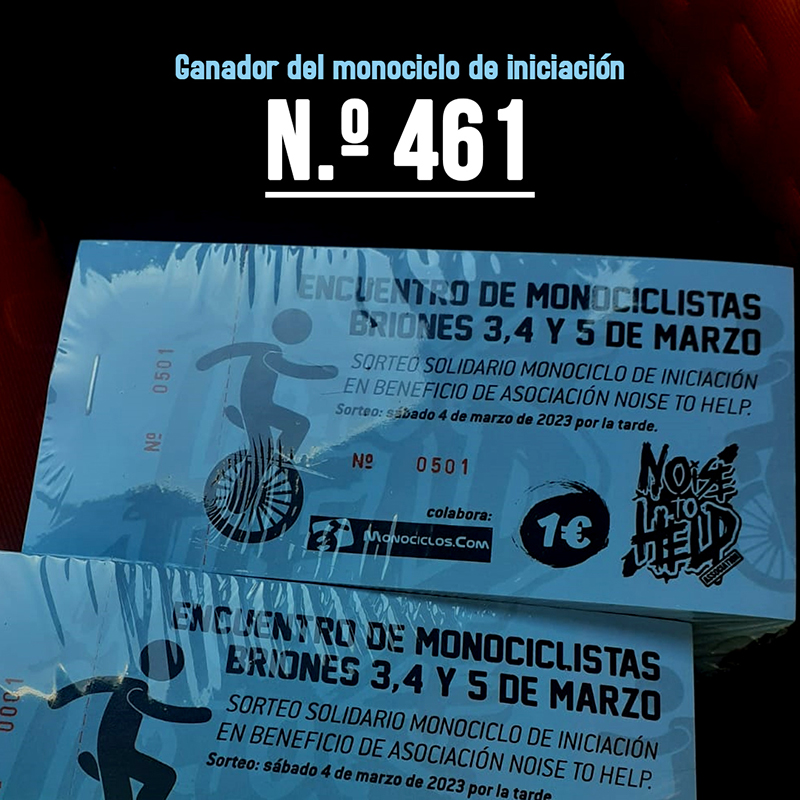 Ganador del monociclo de iniciación
N.º 461
ENCUENTRO DE MONOCICLISTAS
BRIONES 3,4 Y 5 DE MARZO
SORTEO SOLIDARIO MONOCICLO DE INICIACIÓN
EN BENEFICIO DE ASOCIACIÓN NOISE TO HELP.
Sorteo: sábado 4 de marzo de 2023 por la tarde.
Nº 0501
Nº 0501
colabora:
MONOCICLOS.COM
1€
NOISE
TO
HELP
ASSOCIATION
ENCUENTRO DE MONOCICLISTAS
BRIONES 3,4 Y 5 DE MARZO
SORTEO SOLIDARIO MONOCICLO DE INICIACIÓN
EN BENEFICIO DE ASOCIACIÓN NOISE TO HELP.
Sorteo: sábado 4 de marzo de 2023 por la tarde
0001